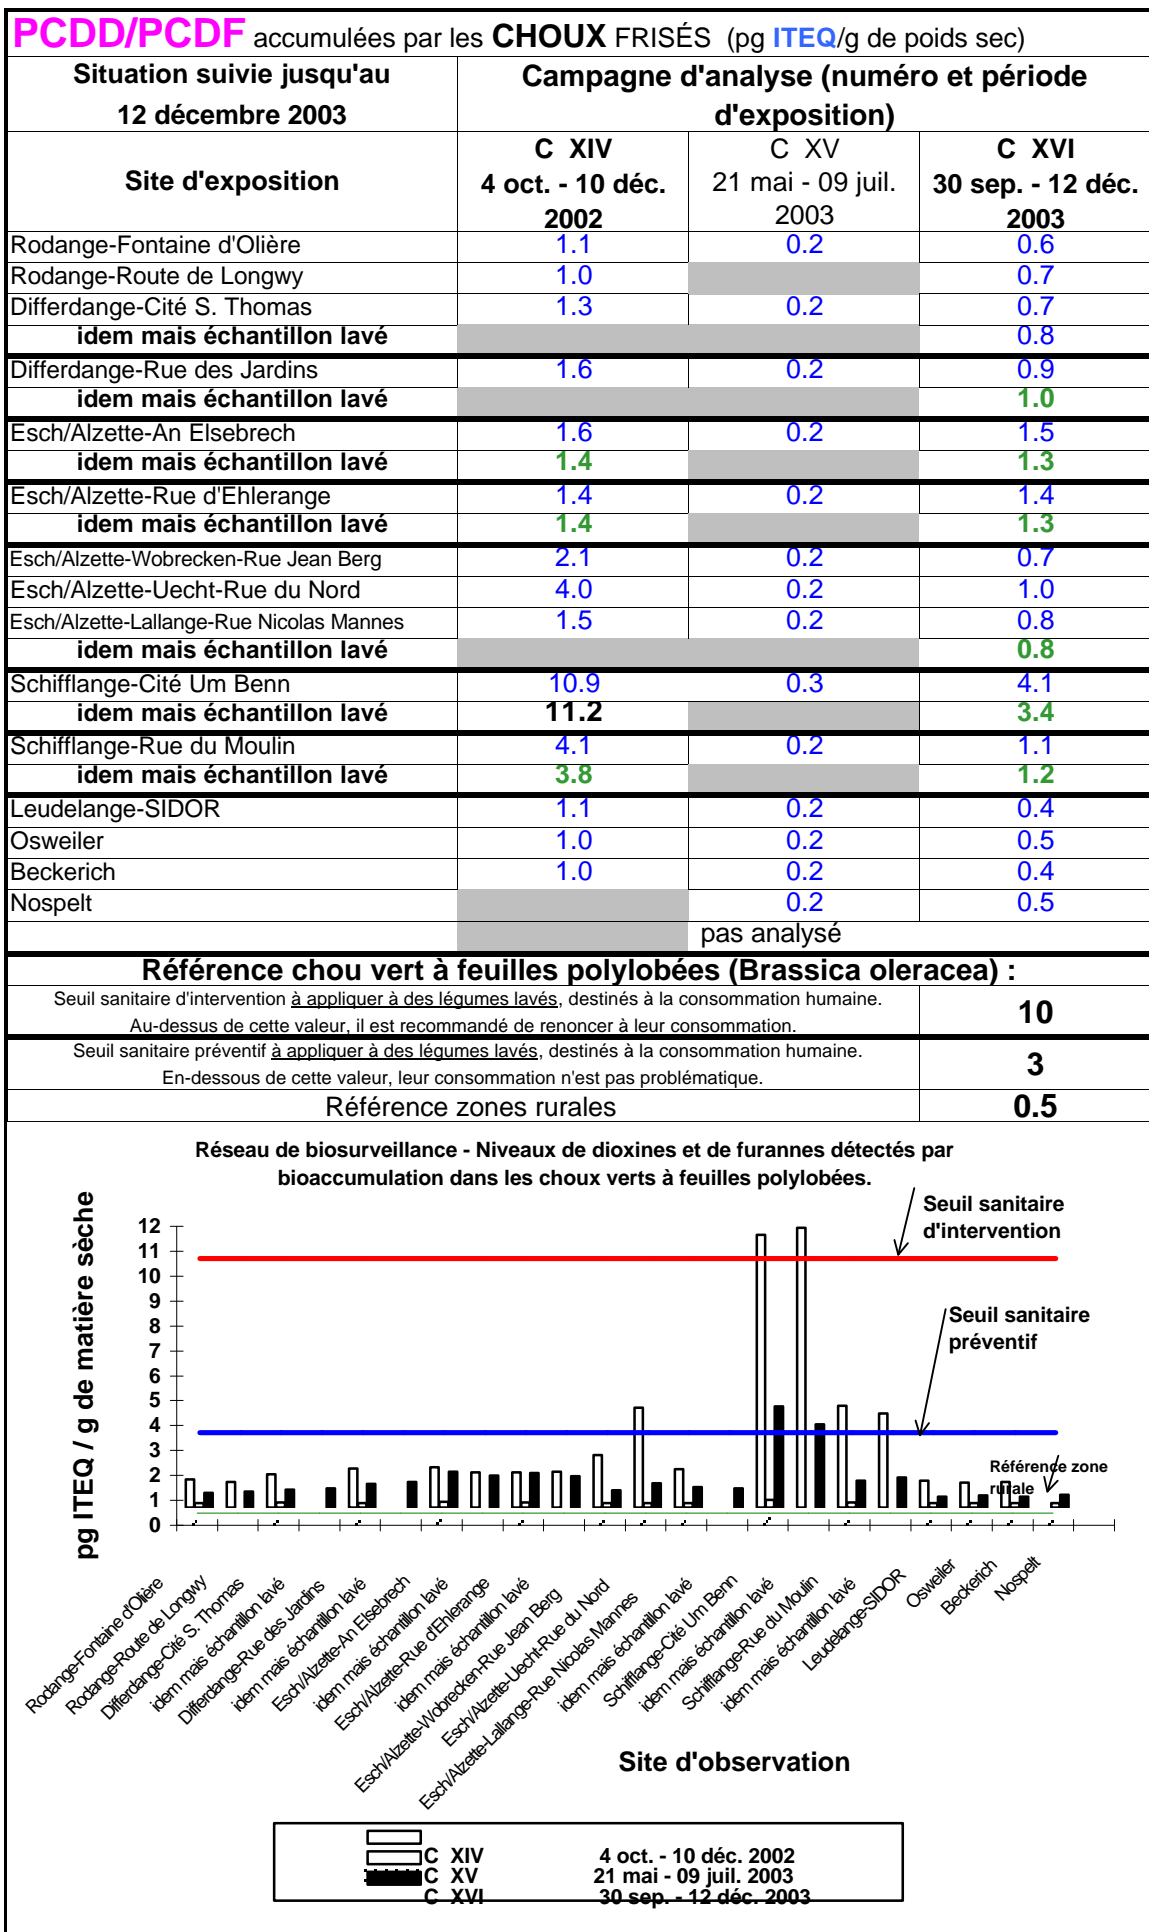 PCDD/PCDF accumulées par les CHOUX FRISÉS (pg ITEQ/g de poids sec)
Situation suivie jusqu'au 12 décembre 2003
Campagne d'analyse (numéro et période d'exposition)
Site d'exposition
C XIV 4 oct. - 10 déc. 2002
C XV 21 mai - 09 juil. 2003
C XVI 30 sep. - 12 déc. 2003
Rodange-Fontaine d'Olière 1.1 0.2 0.6
Rodange-Route de Longwy 1.0 0.7
Differdange-Cité S. Thomas 1.3 0.2 0.7
idem mais échantillon lavé 0.8
Differdange-Rue des Jardins 1.6 0.2 0.9
idem mais échantillon lavé 1.0
Esch/Alzette-An Elsebrech 1.6 0.2 1.5
idem mais échantillon lavé 1.4 1.3
Esch/Alzette-Rue d'Ehlerange 1.4 0.2 1.4
idem mais échantillon lavé 1.4 1.3
Esch/Alzette-Wobrecken-Rue Jean Berg 2.1 0.2 0.7
Esch/Alzette-Uecht-Rue du Nord 4.0 0.2 1.0
Esch/Alzette-Lallange-Rue Nicolas Mannes 1.5 0.2 0.8
idem mais échantillon lavé 0.8
Schifflange-Cité Um Benn 10.9 0.3 4.1
idem mais échantillon lavé 11.2 3.4
Schifflange-Rue du Moulin 4.1 0.2 1.1
idem mais échantillon lavé 3.8 1.2
Leudelange-SIDOR 1.1 0.2 0.4
Osweiler 1.0 0.2 0.5
Beckerich 1.0 0.2 0.4
Nospelt 0.2 0.5
pas analysé
Référence chou vert à feuilles polylobées (Brassica oleracea) :
Seuil sanitaire d'intervention à appliquer à des légumes lavés, destinés à la consommation humaine.
Au-dessus de cette valeur, il est recommandé de renoncer à leur consommation.
10
Seuil sanitaire préventif à appliquer à des légumes lavés, destinés à la consommation humaine.
En-dessous de cette valeur, leur consommation n'est pas problématique.
3
Référence zones rurales 0.5
Réseau de biosurveillance - Niveaux de dioxines et de furannes détectés par
bioaccumulation dans les choux verts à feuilles polylobées.
Seuil sanitaire
d'intervention
Seuil sanitaire
préventif
Référence zone
rurale
pg ITEQ / g de matière sèche
12
11
10
9
8
7
6
5
4
3
2
1
0
Rodange-Fontaine d'Olière
Rodange-Route de Longwy
Differdange-Cité S. Thomas
idem mais échantillon lavé
Differdange-Rue des Jardins
idem mais échantillon lavé
Esch/Alzette-An Elsebrech
idem mais échantillon lavé
Esch/Alzette-Rue d'Ehlerange
idem mais échantillon lavé
Esch/Alzette-Wobrecken-Rue Jean Berg
Esch/Alzette-Uecht-Rue du Nord
Esch/Alzette-Lallange-Rue Nicolas Mannes
idem mais échantillon lavé
Schifflange-Cité Um Benn
idem mais échantillon lavé
Schifflange-Rue du Moulin
idem mais échantillon lavé
Leudelange-SIDOR
Osweiler
Beckerich
Nospelt
Site d'observation
C XIV 4 oct. - 10 déc. 2002
C XV 21 mai - 09 juil. 2003
C XVI 30 sep. - 12 déc. 2003